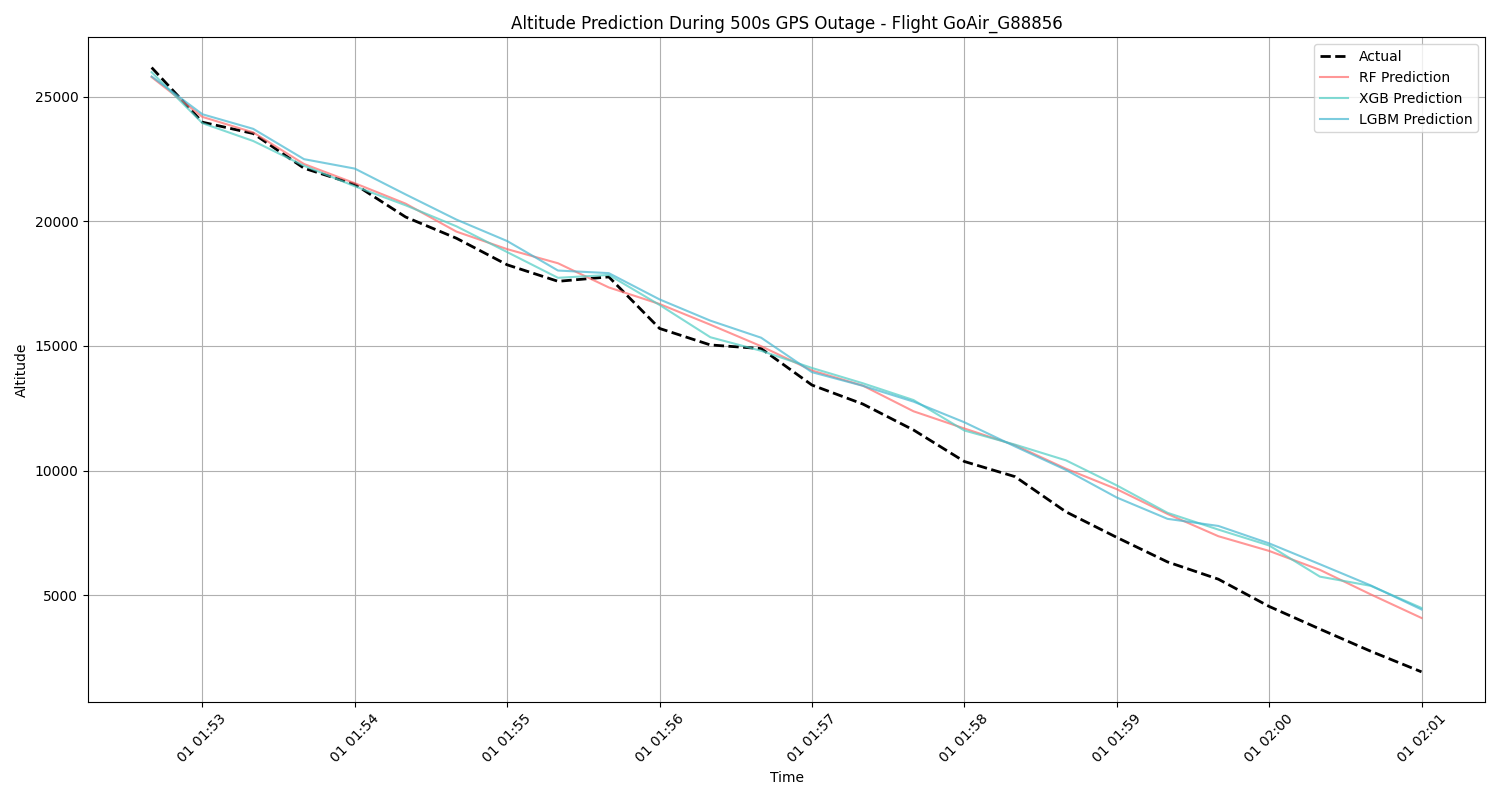 Altitude Prediction During 500s GPS Outage - Flight GoAir_G88856
Actual
RF Prediction
XGB Prediction
LGBM Prediction
Altitude
25000
20000
15000
10000
5000
01 01:53
01 01:54
01 01:55
01 01:56
01 01:57
01 01:58
01 01:59
01 02:00
01 02:01
Time